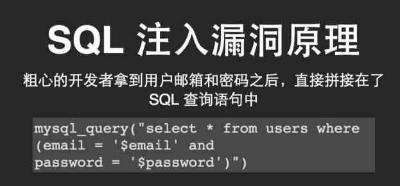 SQL 注入漏洞原理
粗心的开发者拿到用户邮箱和密码之后，直接拼接在了
SQL 查询语句中
mysql_query("select * from users where
(email = '$email' and
password = '$password')")